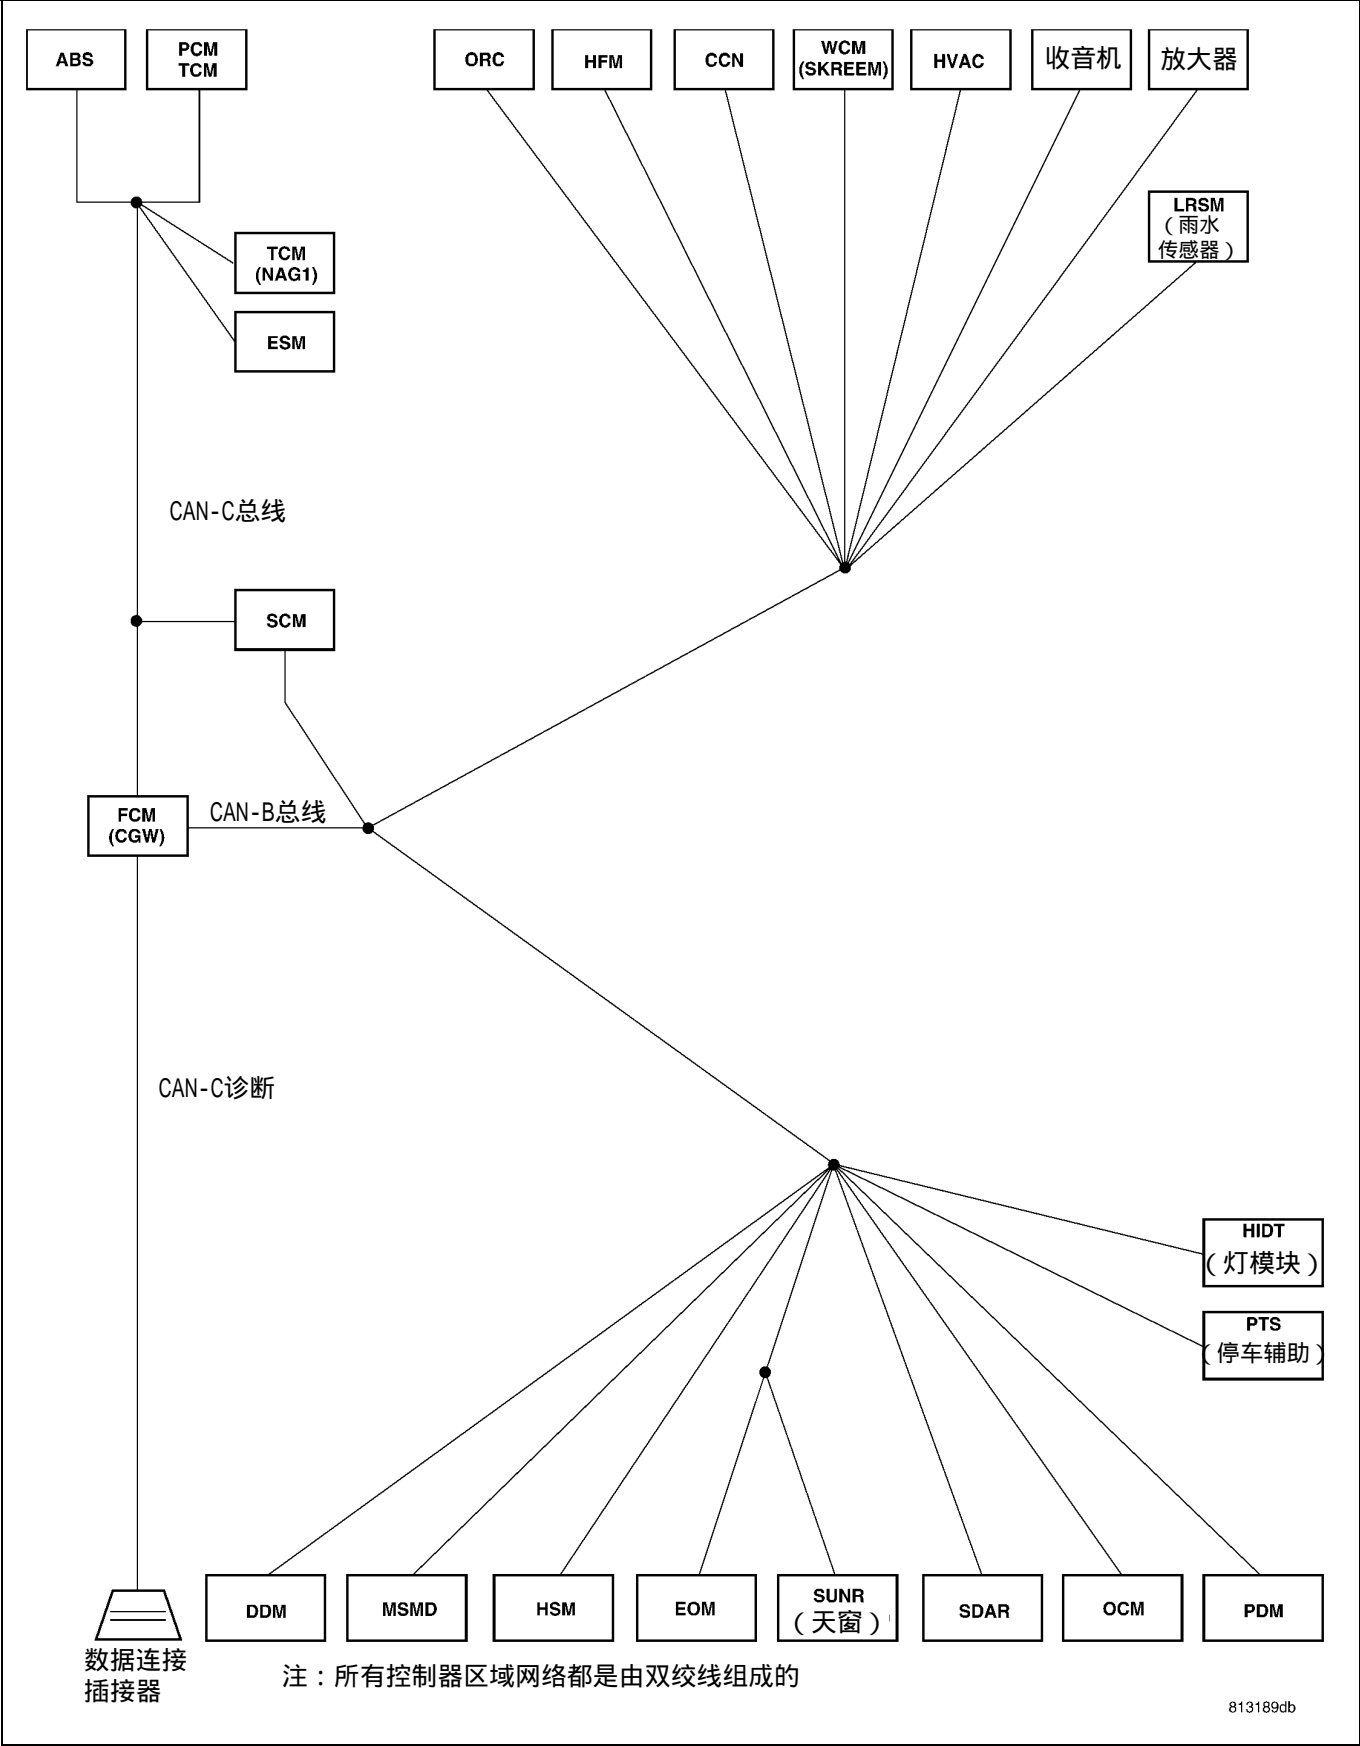 ABS
PCM
TCM
ORC
HFM
CCN
WCM
(SKREEM)
HVAC
收音机
放大器
LRSM
（雨水
传感器）
TCM
(NAG1)
ESM
CAN-C总线
SCM
FCM
(CGW)
CAN-B总线
CAN-C诊断
HIDT
（灯模块）
PTS
（停车辅助）
DDM
MSMD
HSM
EOM
SUNR
（天窗）
SDAR
OCM
PDM
数据连接
插接器
注：所有控制器区域网络都是由双绞线组成的
813189db